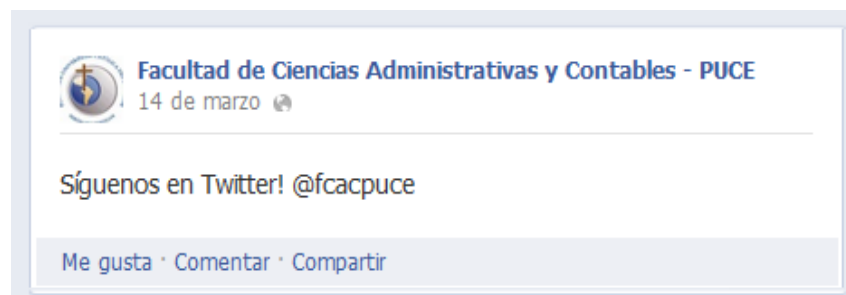 Facultad de Ciencias Administrativas y Contables - PUCE
14 de marzo
Síguenos en Twitter! @fcacpuce
Me gusta · Comentar · Compartir